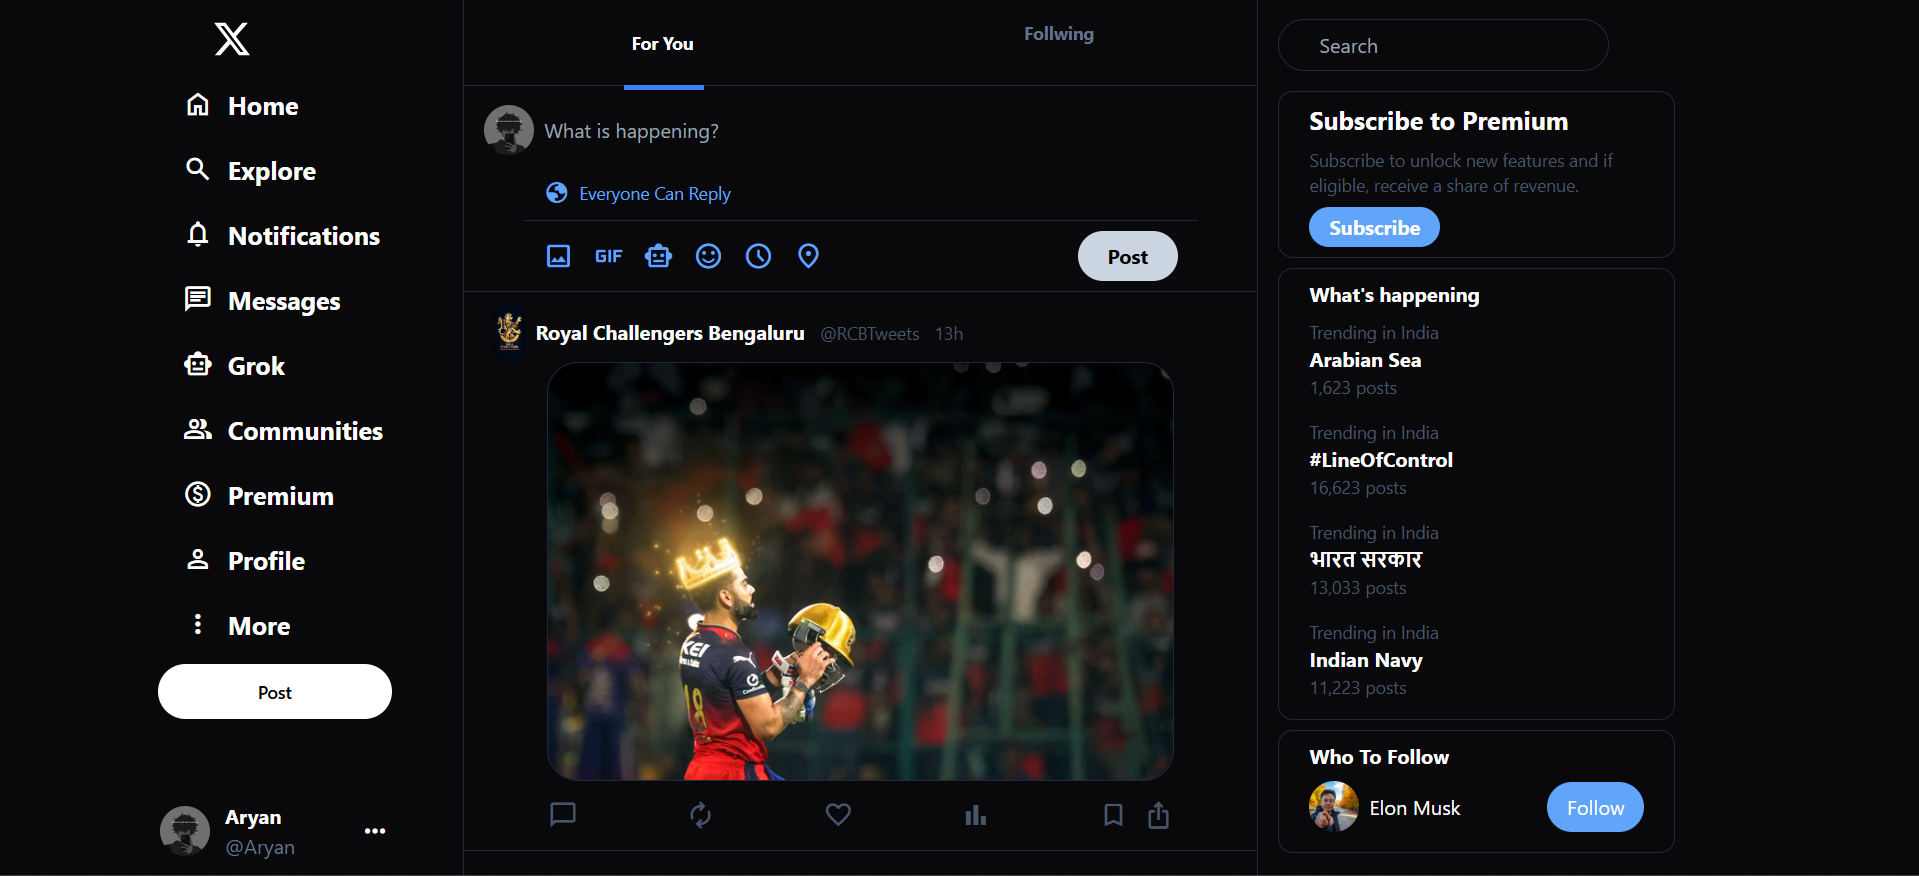 Home
Explore
Notifications
Messages
Grok
Communities
Premium
Profile
More
Post
Aryan
@Aryan
For You
Follwing
What is happening?
Everyone Can Reply
GIF
Post
Royal Challengers Bengaluru @RCBTweets 13h
KEI
18
Search
Subscribe to Premium
Subscribe to unlock new features and if
eligible, receive a share of revenue.
Subscribe
What's happening
Trending in India
Arabian Sea
1,623 posts
Trending in India
#LineOfControl
16,623 posts
Trending in India
भारत सरकार
13,033 posts
Trending in India
Indian Navy
11,223 posts
Who To Follow
Elon Musk
Follow